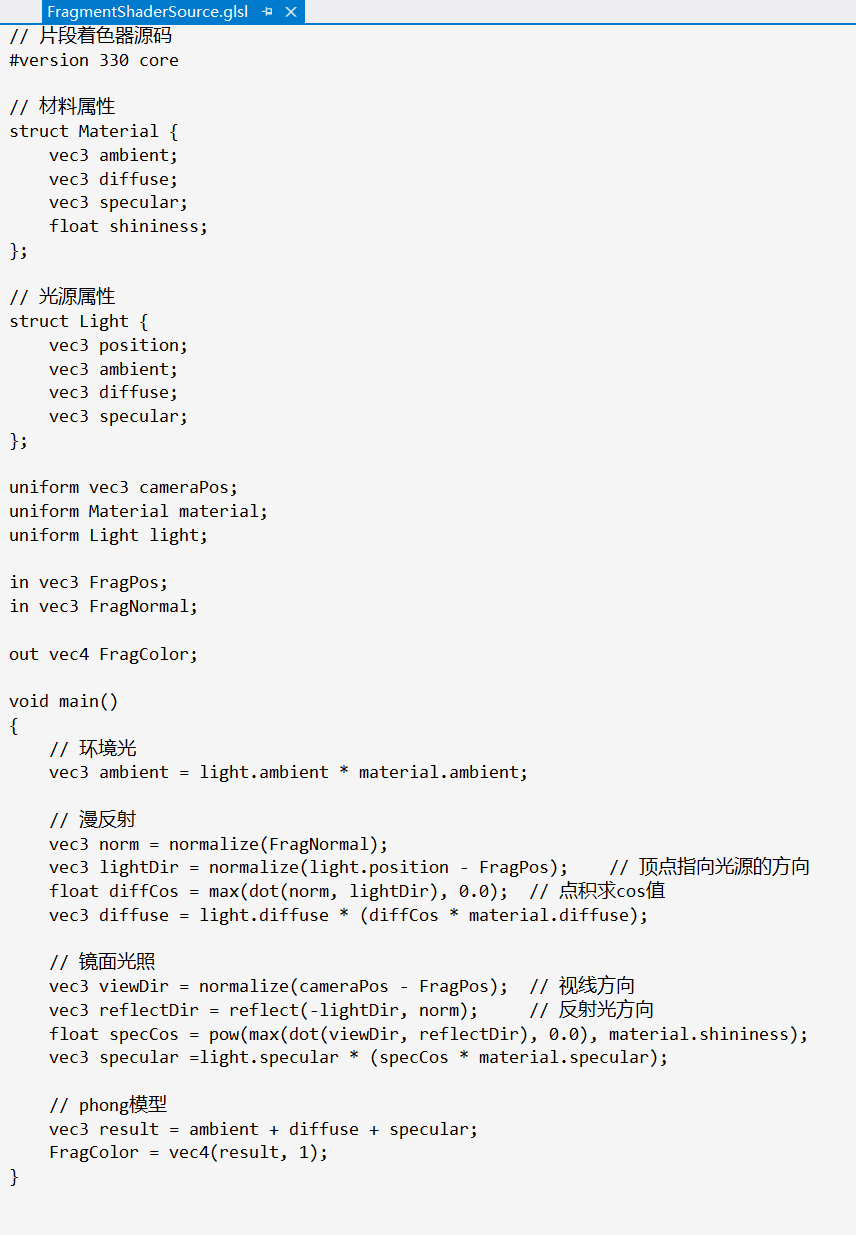 FragmentShaderSource.glsl
// 片段着色器源码
#version 330 core
// 材料属性
struct Material {
    vec3 ambient;
    vec3 diffuse;
    vec3 specular;
    float shininess;
};
// 光源属性
struct Light {
    vec3 position;
    vec3 ambient;
    vec3 diffuse;
    vec3 specular;
};
uniform vec3 cameraPos;
uniform Material material;
uniform Light light;
in vec3 FragPos;
in vec3 FragNormal;
out vec4 FragColor;
void main()
{
    // 环境光
    vec3 ambient = light.ambient * material.ambient;
    // 漫反射
    vec3 norm = normalize(FragNormal);
    vec3 lightDir = normalize(light.position - FragPos);    // 顶点指向光源的方向
    float diffCos = max(dot(norm, lightDir), 0.0);  // 点积求cos值
    vec3 diffuse = light.diffuse * (diffCos * material.diffuse);
    // 镜面光照
    vec3 viewDir = normalize(cameraPos - FragPos);  // 视线方向
    vec3 reflectDir = reflect(-lightDir, norm);     // 反射光方向
    float specCos = pow(max(dot(viewDir, reflectDir), 0.0), material.shininess);
    vec3 specular =light.specular * (specCos * material.specular);
    // phong模型
    vec3 result = ambient + diffuse + specular;
    FragColor = vec4(result, 1);
}